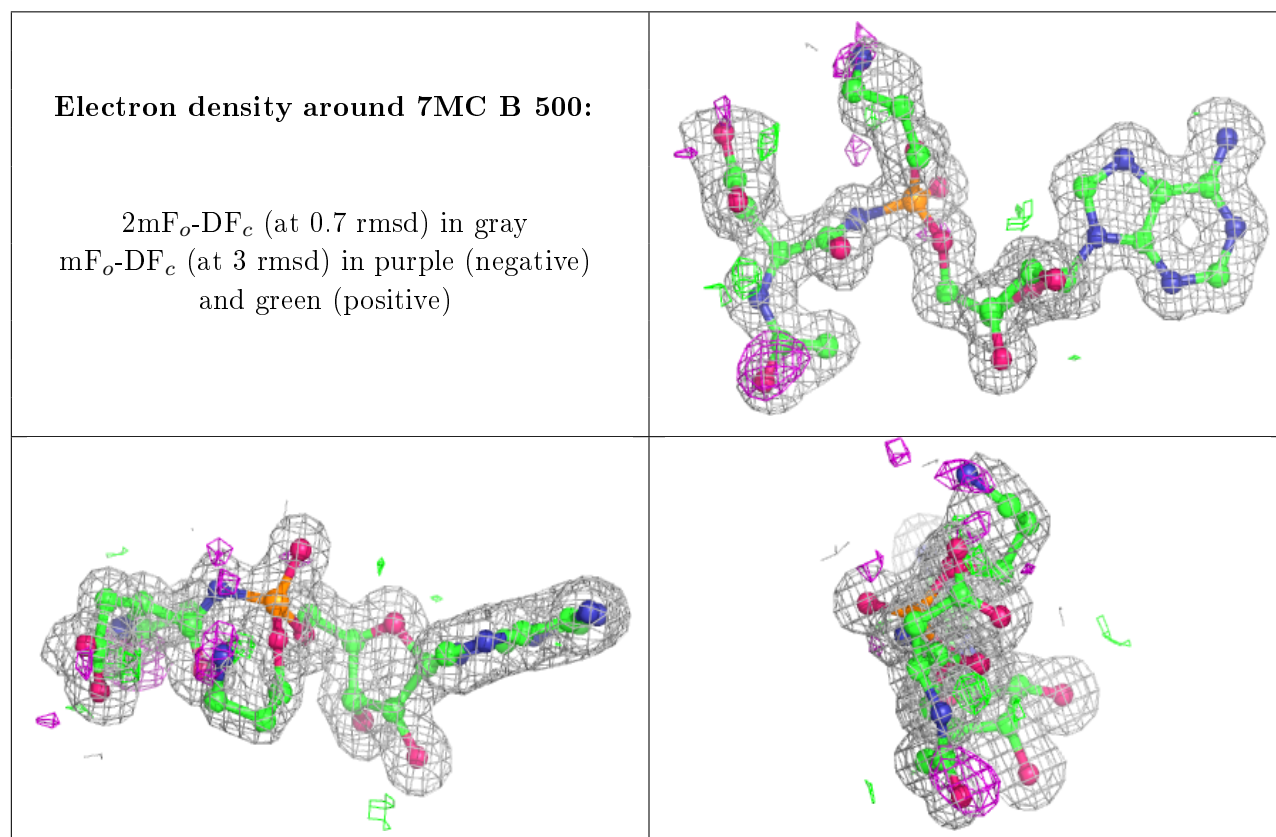 Electron density around 7MC B 500:
2mFo-DFc (at 0.7 rmsd) in gray
mFo-DFc (at 3 rmsd) in purple (negative)
and green (positive)